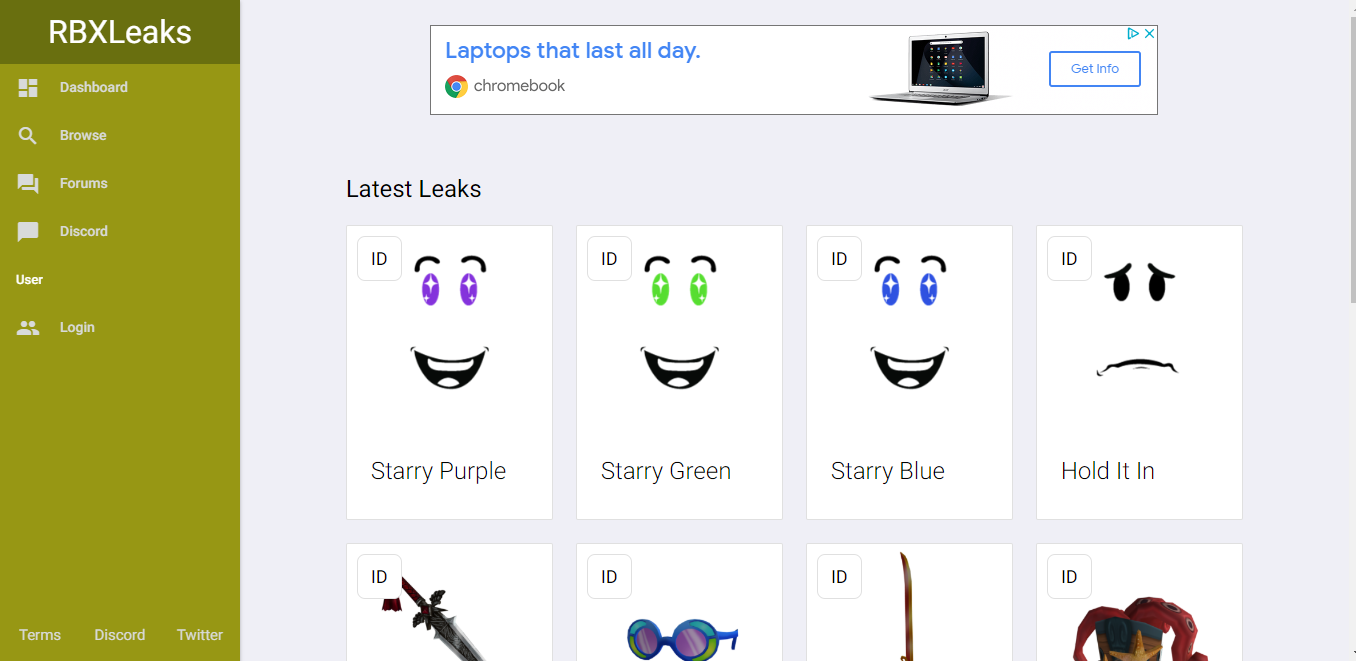 RBXLeaks
Dashboard
Browse
Forums
Discord
User
Login
Terms Discord Twitter
Laptops that last all day.
chromebook
Get Info
Latest Leaks
ID ID ID ID
Starry Purple Starry Green Starry Blue Hold It In
ID ID ID ID